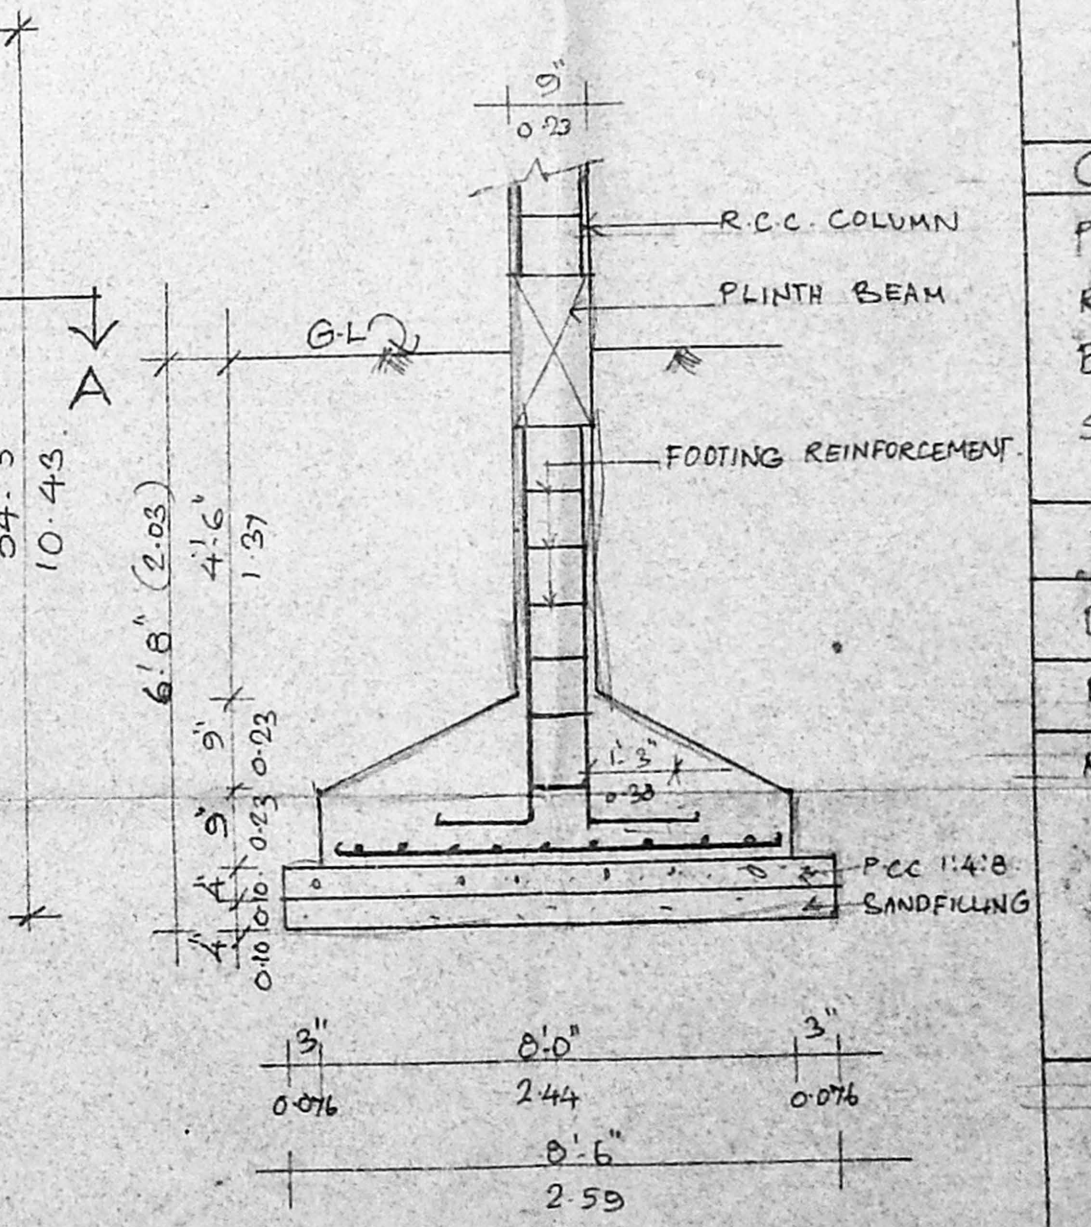 9"
0.23
R.C.C. COLUMN
PLINTH BEAM
G.L
A
10.43.
FOOTING REINFORCEMENT.
6'.8" (2.03)
4'-6"
1.37
9"
0.23
9"
0.23
4"
0.10
4"
0.10
1'-3"
0.38
P.CC 1:4:8.
SANDFILLING
3" 8'-0" 3"
0.076 2.44 0.076
8'-6"
2.59